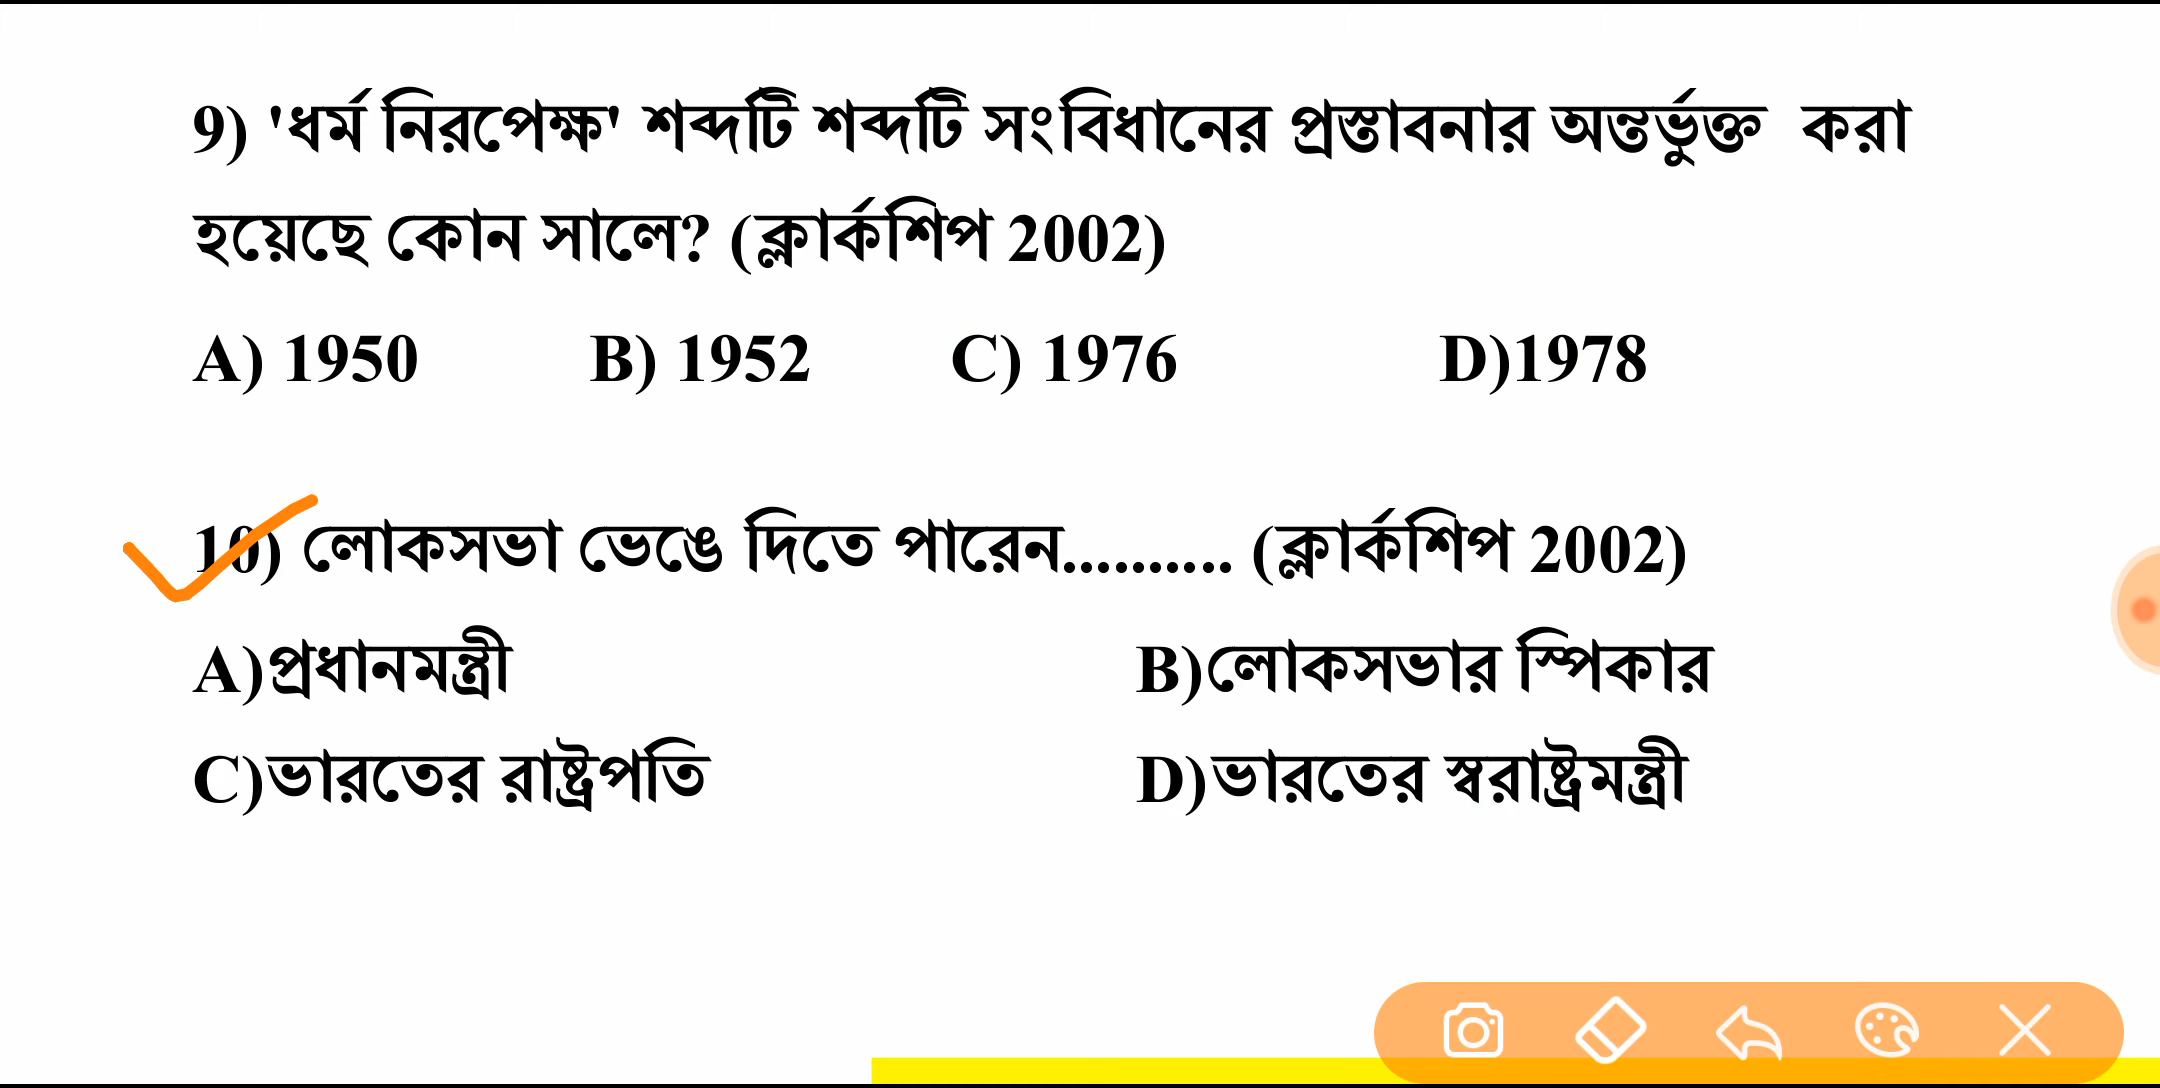 9) 'ধর্ম নিরপেক্ষ' শব্দটি শব্দটি সংবিধানের প্রস্তাবনার অন্তর্ভুক্ত করা
হয়েছে কোন সালে? (ক্লার্কশিপ 2002)
A) 1950 B) 1952 C) 1976 D)1978
10) লোকসভা ভেঙে দিতে পারেন.......... (ক্লার্কশিপ 2002)
A)প্রধানমন্ত্রী B)লোকসভার স্পিকার
C)ভারতের রাষ্ট্রপতি D)ভারতের স্বরাষ্ট্রমন্ত্রী